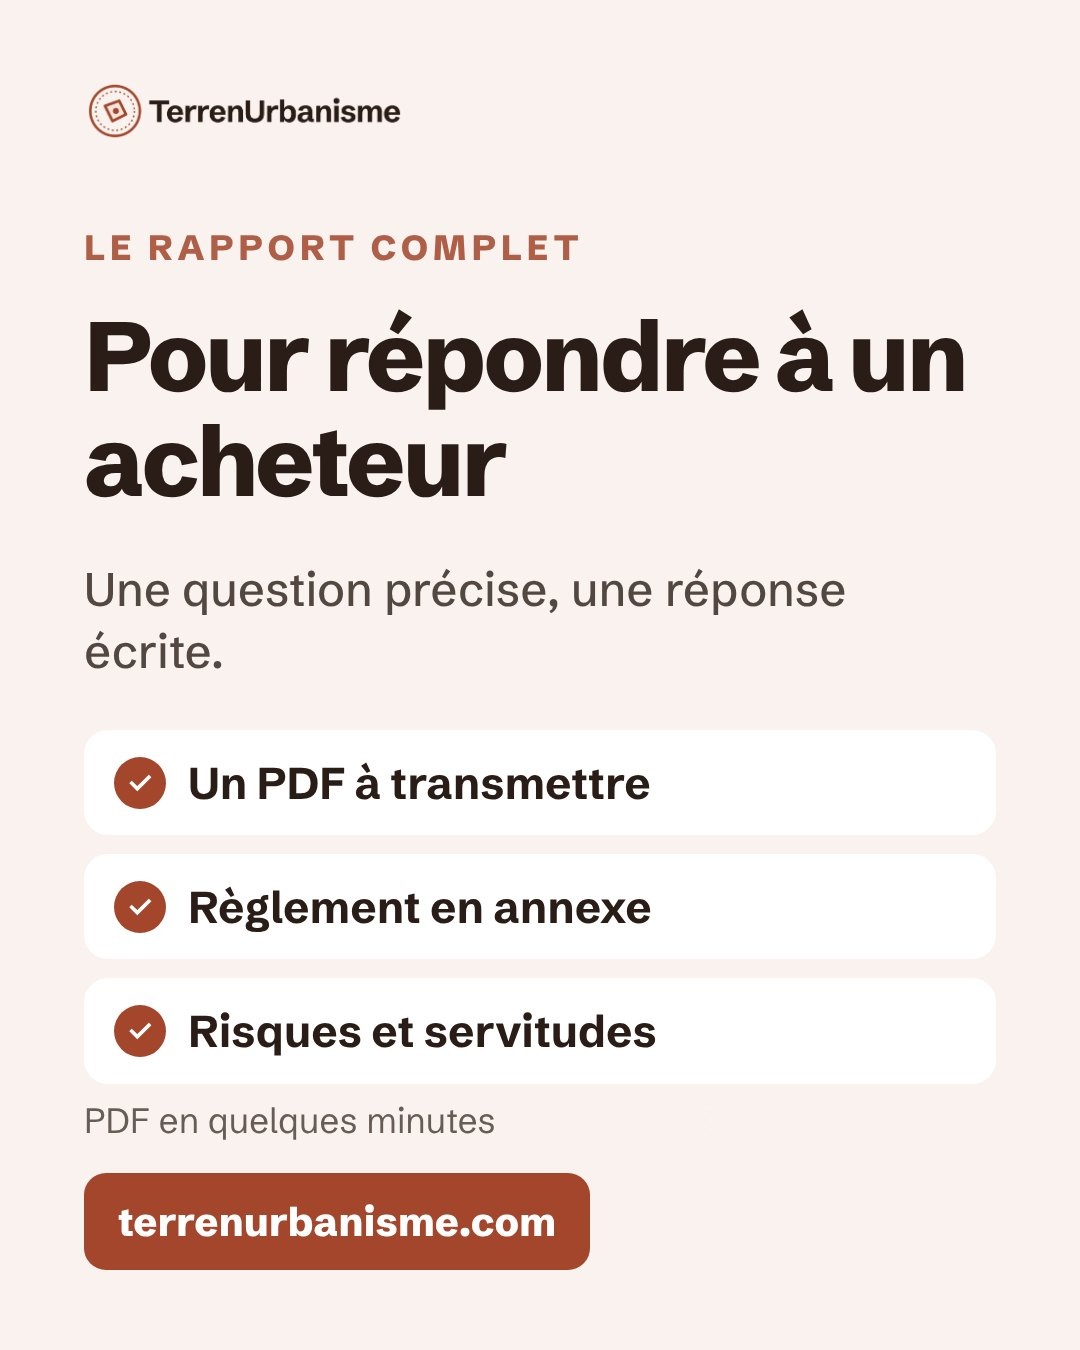 TerrenUrbanisme
LE RAPPORT COMPLET
Pour répondre à un
acheteur
Une question précise, une réponse
écrite.
Un PDF à transmettre
Règlement en annexe
Risques et servitudes
PDF en quelques minutes
terrenurbanisme.com